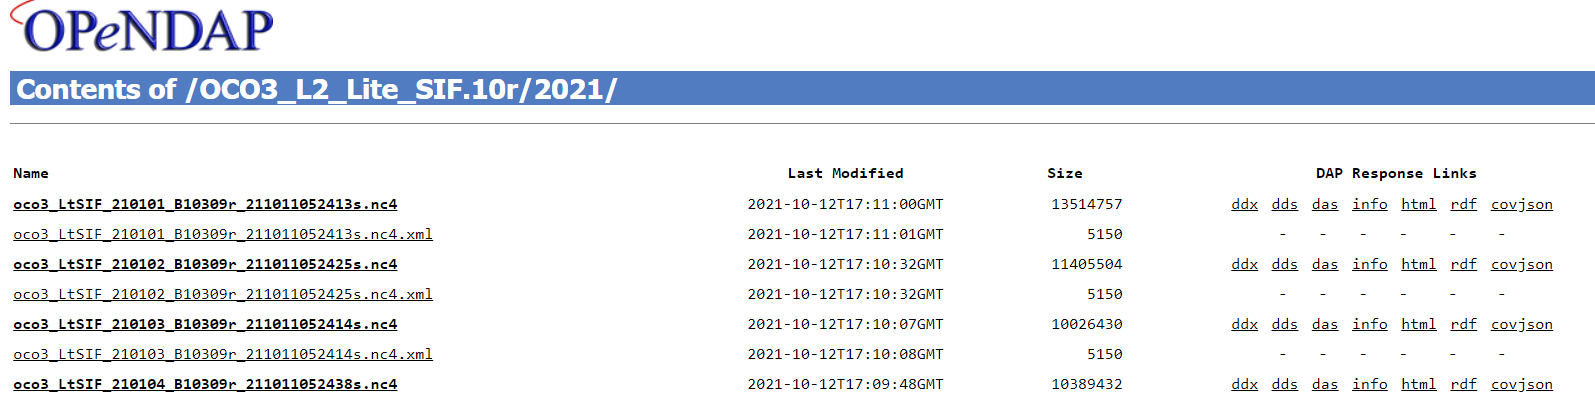 OPeNDAP
Contents of /OCO3_L2_Lite_SIF.10r/2021/
Name Last Modified Size DAP Response Links
oco3_LtSIF_210101_B10309r_211011052413s.nc4 2021-10-12T17:11:00GMT 13514757 ddx dds das info html rdf covjson
oco3_LtSIF_210101_B10309r_211011052413s.nc4.xml 2021-10-12T17:11:01GMT 5150 - - - - - -
oco3_LtSIF_210102_B10309r_211011052425s.nc4 2021-10-12T17:10:32GMT 11405504 ddx dds das info html rdf covjson
oco3_LtSIF_210102_B10309r_211011052425s.nc4.xml 2021-10-12T17:10:32GMT 5150 - - - - - -
oco3_LtSIF_210103_B10309r_211011052414s.nc4 2021-10-12T17:10:07GMT 10026430 ddx dds das info html rdf covjson
oco3_LtSIF_210103_B10309r_211011052414s.nc4.xml 2021-10-12T17:10:08GMT 5150 - - - - - -
oco3_LtSIF_210104_B10309r_211011052438s.nc4 2021-10-12T17:09:48GMT 10389432 ddx dds das info html rdf covjson